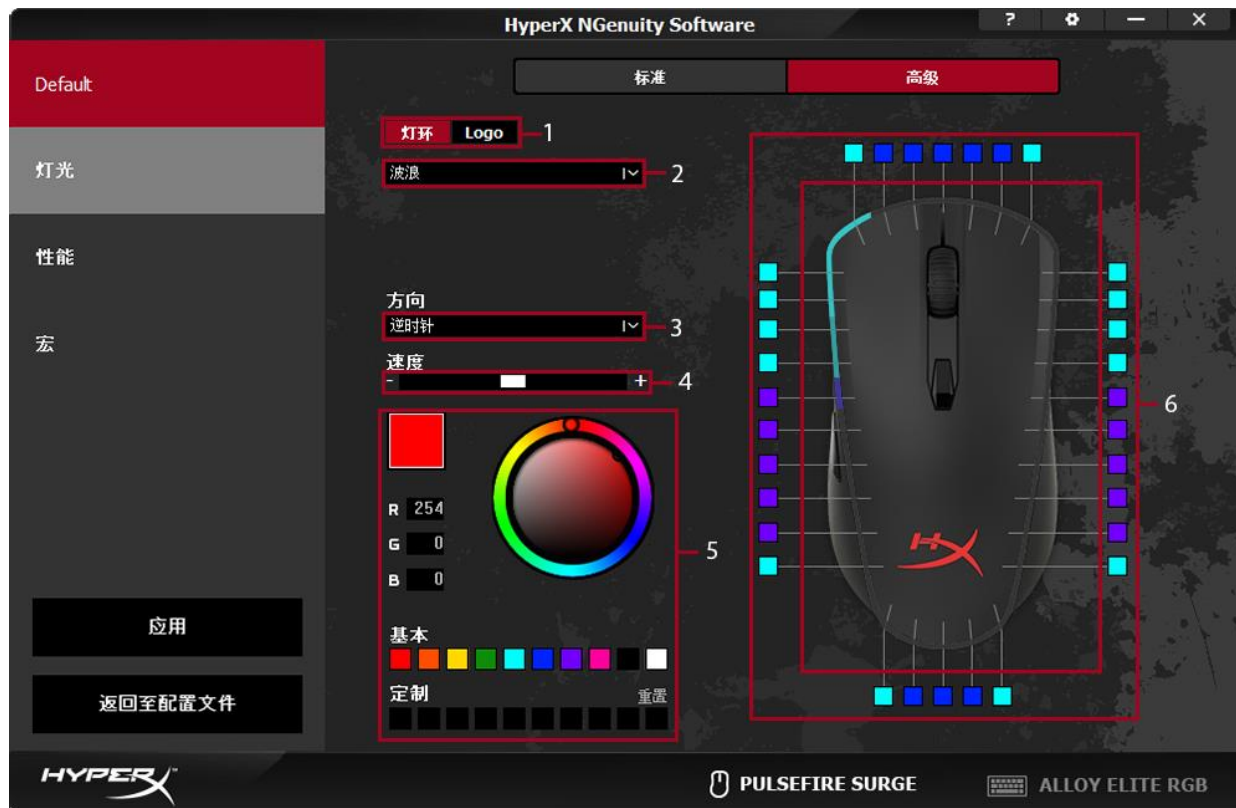 HyperX NGenuity Software
?
Default
灯光
性能
宏
应用
返回至配置文件
标准 高级
灯环 Logo 1
波浪 2
方向
逆时针 3
速度
- + 4
R 254
G 0
B 0
5
基本
定制 重置
6
HX
HYPERX
PULSEFIRE SURGE ALLOY ELITE RGB